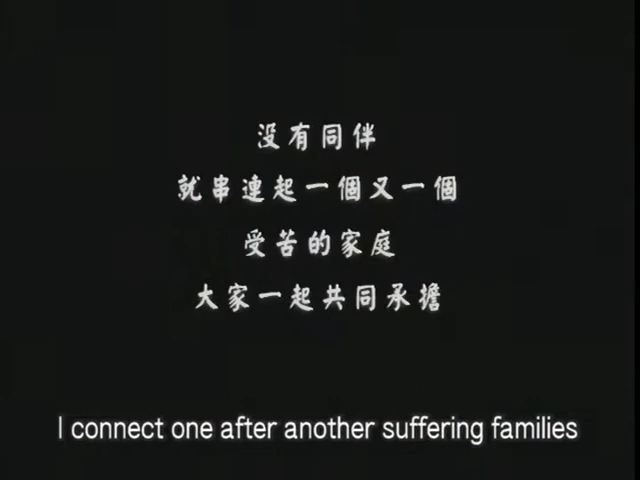 没有同伴
就串連起一個又一個
受苦的家庭
大家一起共同承擔
I connect one after another suffering families